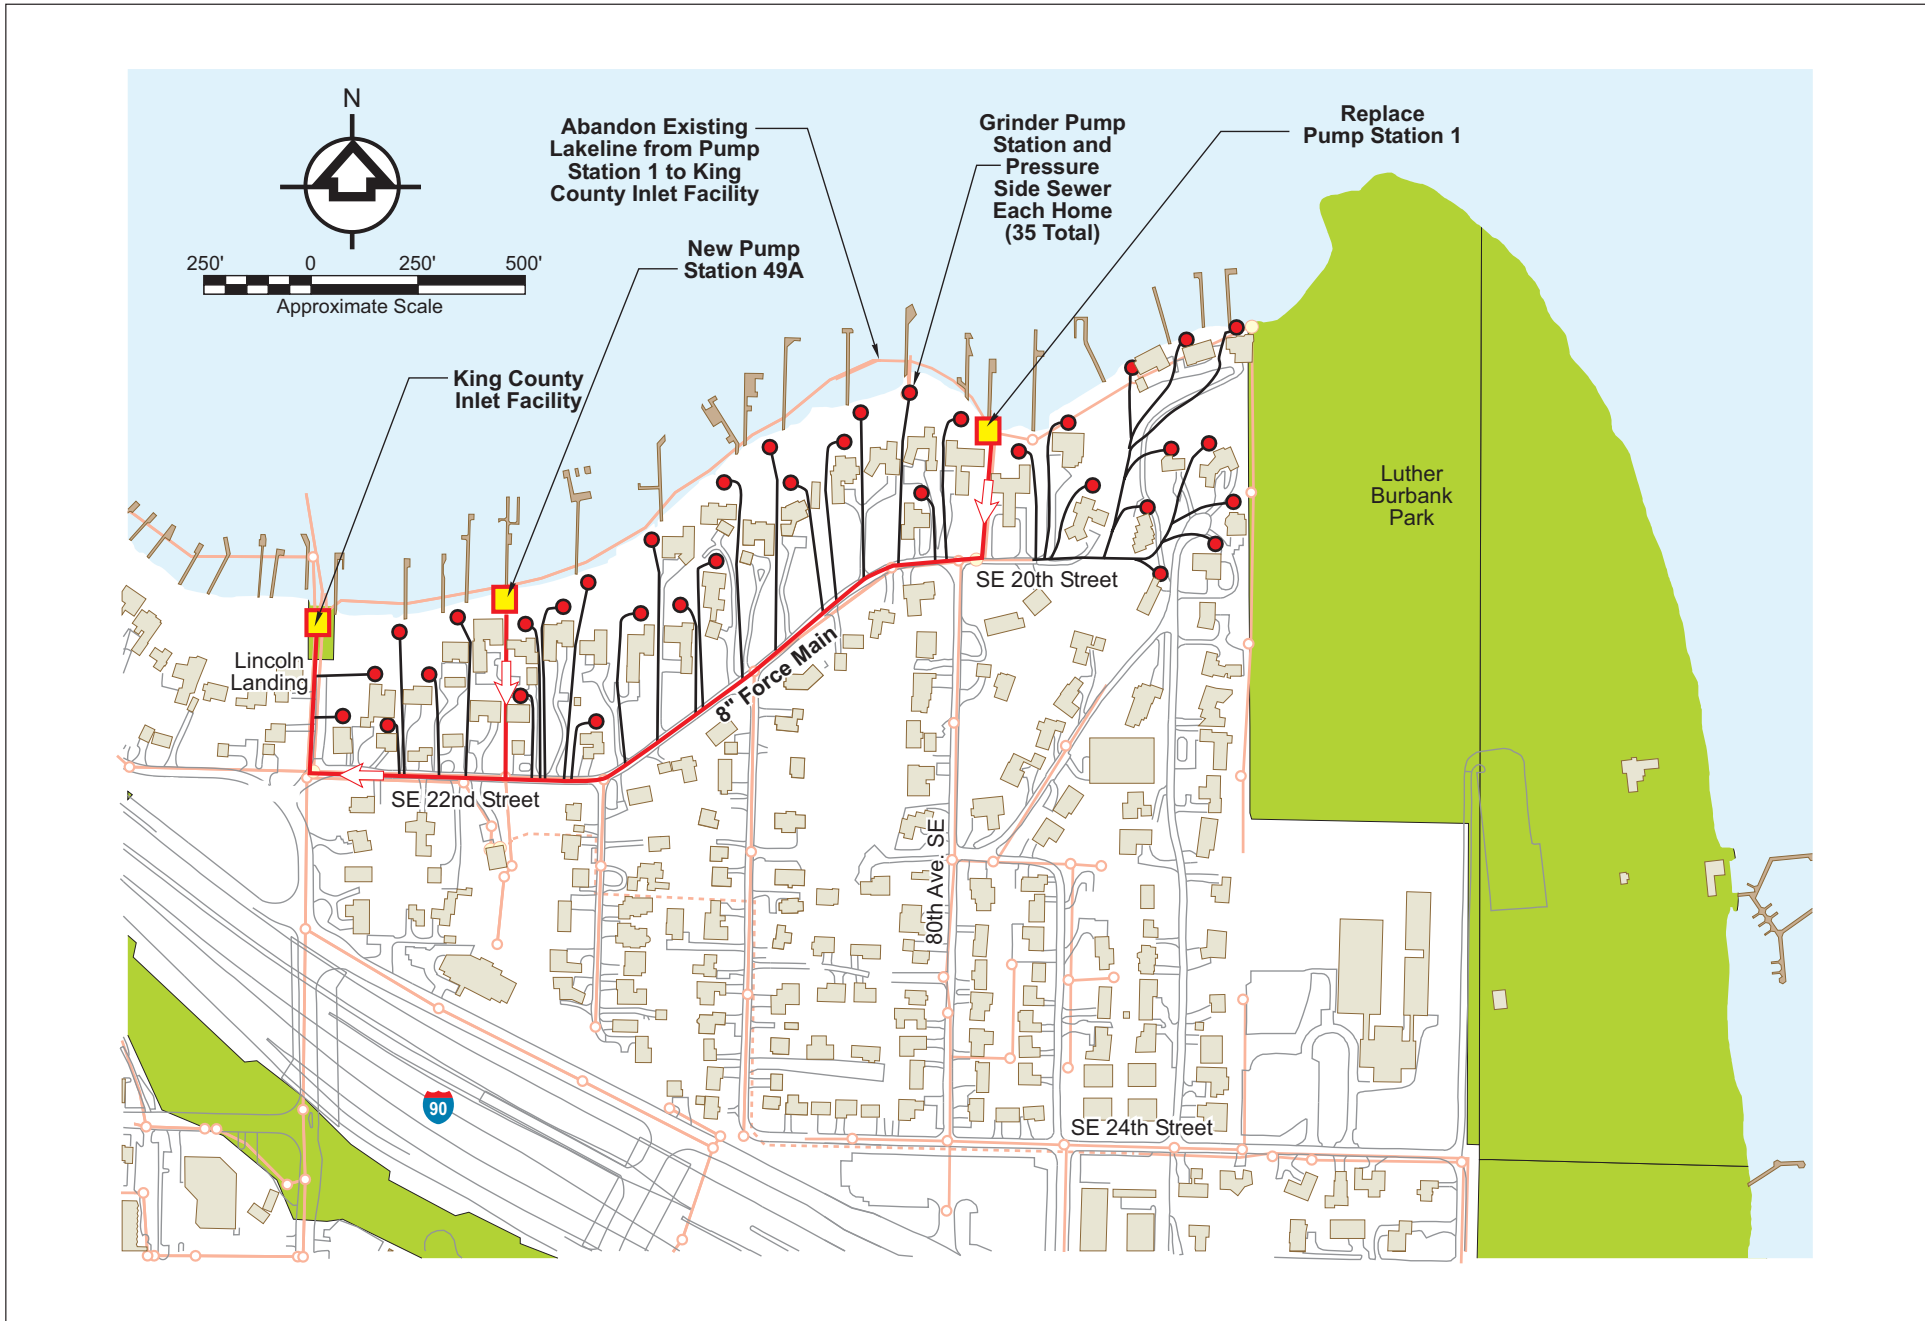 N
250' 0 250' 500'
Approximate Scale
Abandon Existing
Lakeline from Pump
Station 1 to King
County Inlet Facility
New Pump
Station 49A
King County
Inlet Facility
Grinder Pump
Station and
Pressure
Side Sewer
Each Home
(35 Total)
Replace
Pump Station 1
Luther
Burbank
Park
SE 20th Street
8" Force Main
Lincoln
Landing
SE 22nd Street
80th Ave. SE
90
SE 24th Street